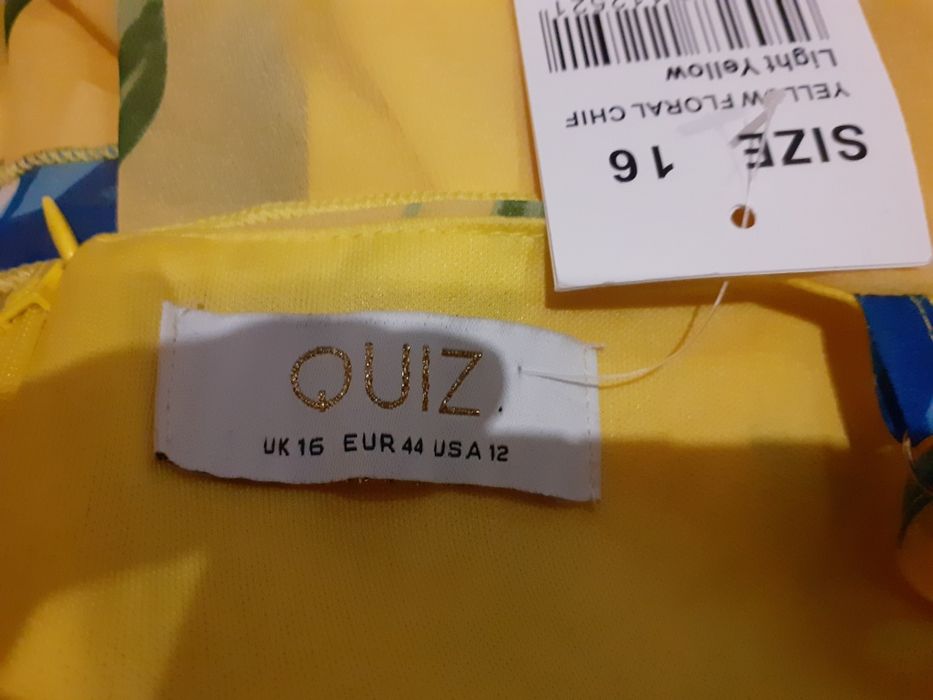 SIZE 16
YELLOW FLORAL CHIF
Light Yellow
QUIZ
UK 16 EUR 44 USA 12